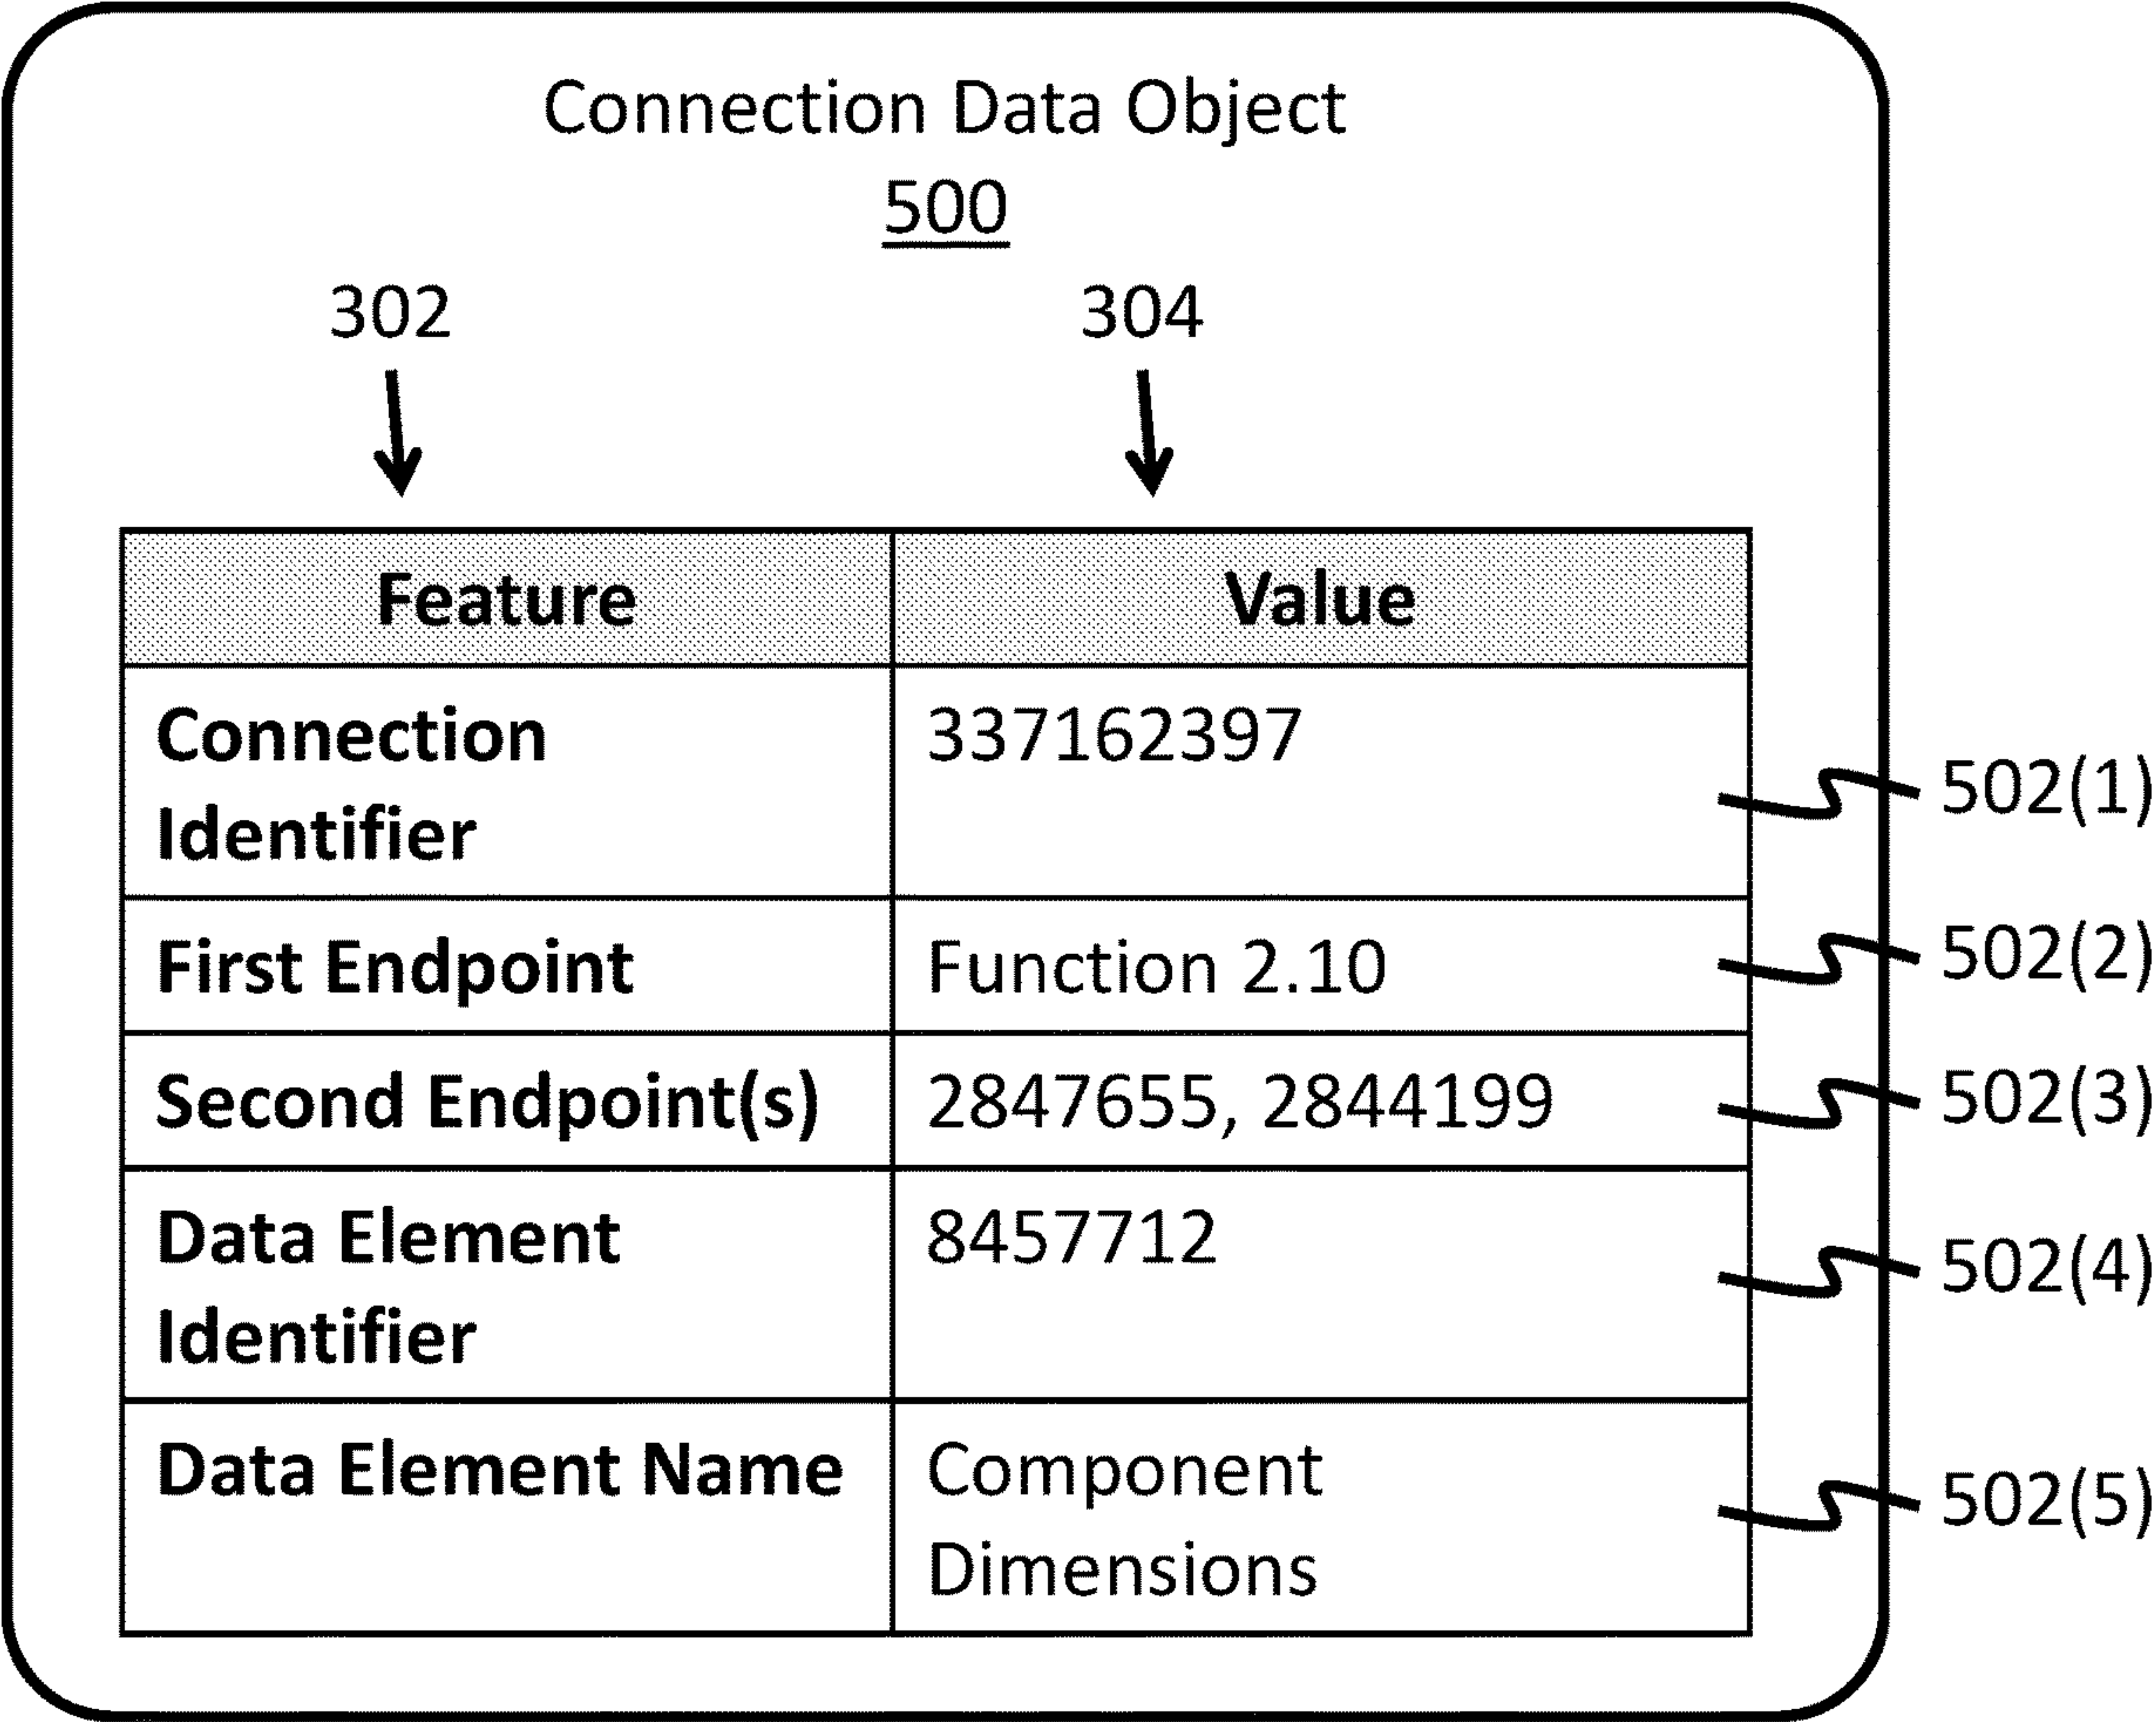 Connection Data Object
500
302 304
Feature Value
Connection 337162397
Identifier
502(1)
First Endpoint Function 2.10 502(2)
Second Endpoint(s) 2847655, 2844199 502(3)
Data Element 8457712
Identifier
502(4)
Data Element Name Component
Dimensions
502(5)